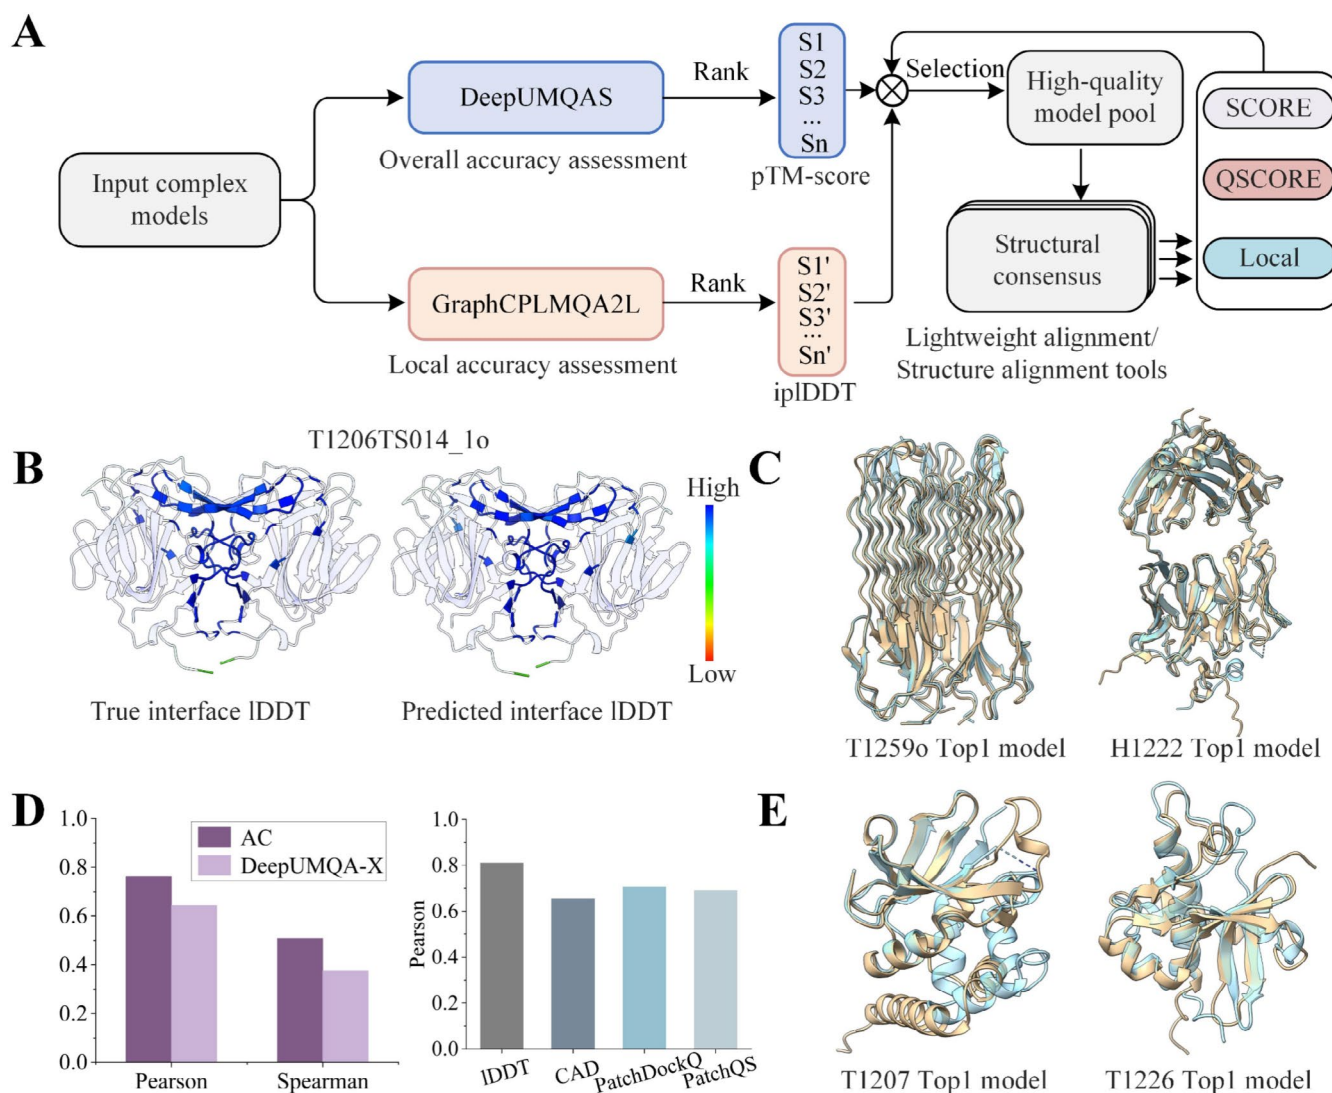 A
Input complex
models
DeepUMQAS
Overall accuracy assessment
GraphCPLMQA2L
Local accuracy assessment
Rank
Rank
S1
S2
S3
...
Sn
pTM-score
S1'
S2'
S3'
...
Sn'
iplDDT
Selection
High-quality
model pool
Structural
consensus
Lightweight alignment/
Structure alignment tools
SCORE
QSCORE
Local
B
T1206TS014_1o
True interface lDDT
Predicted interface lDDT
High
Low
C
T1259o Top1 model
H1222 Top1 model
D
1.0
0.8
0.6
0.4
0.2
0.0
AC
DeepUMQA-X
Pearson
Spearman
Pearson
1.0
0.8
0.6
0.4
0.2
0.0
lDDT
CAD
PatchDockQ
PatchQS
E
T1207 Top1 model
T1226 Top1 model